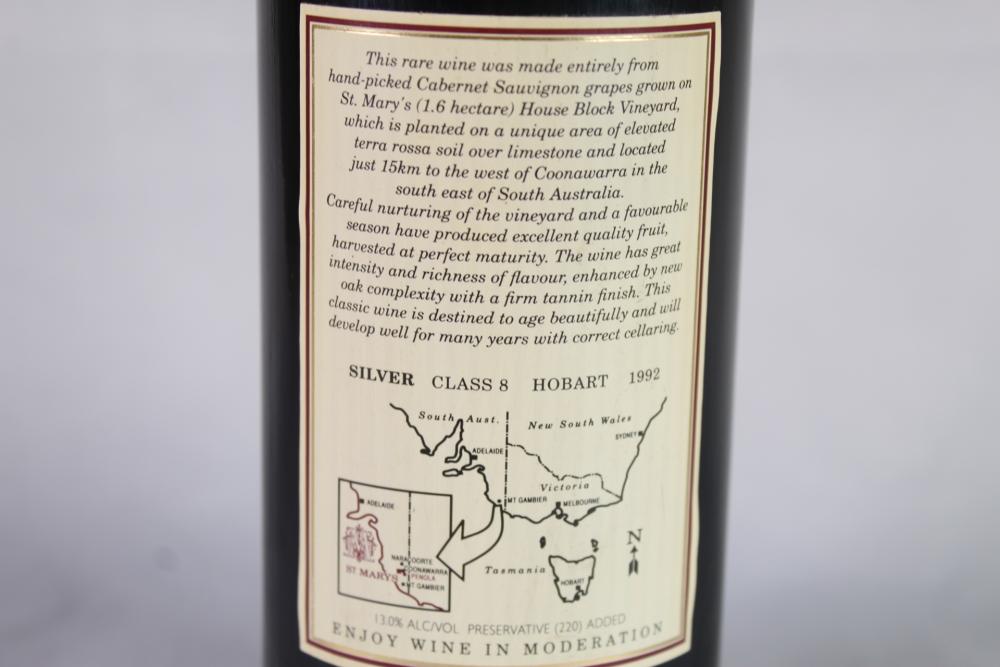 This rare wine was made entirely from
hand-picked Cabernet Sauvignon grapes grown on
St. Mary's (1.6 hectare) House Block Vineyard,
which is planted on a unique area of elevated
terra rossa soil over limestone and located
just 15km to the west of Coonawarra in the
south east of South Australia.
Careful nurturing of the vineyard and a favourable
season have produced excellent quality fruit,
harvested at perfect maturity. The wine has great
intensity and richness of flavour, enhanced by new
oak complexity with a firm tannin finish. This
classic wine is destined to age beautifully and will
develop well for many years with correct cellaring.
SILVER CLASS 8 HOBART 1992
South Aust.
New South Wales
SYDNEY
ADELAIDE
Victoria
MT GAMBIER
MELBOURNE
ADELAIDE
NARACOORTE
COONAWARRA
ST MARYS
PENOLA
MT GAMBIER
Tasmania
HOBART
N
13.0% ALC/VOL PRESERVATIVE (220) ADDED
ENJOY WINE IN MODERATION